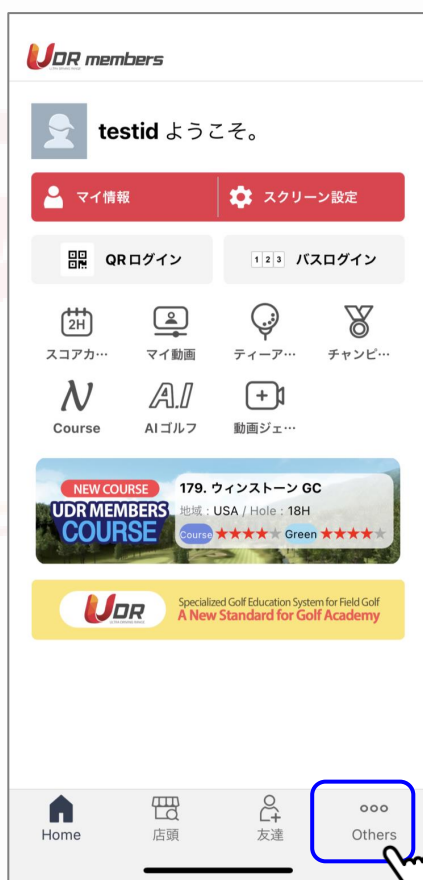 UDR members
testid ようこそ。
マイ情報
スクリーン設定
QRログイン
1 2 3 パスログイン
2H
スコアカ…
マイ動画
ティーア…
チャンピ…
N
Course
A.I
AIゴルフ
動画ジェ…
NEW COURSE
UDR MEMBERS
COURSE
179. ウィンストーン GC
地域 : USA / Hole : 18H
Course ★★★★★ Green ★★★★★
UDR
Specialized Golf Education System for Field Golf
A New Standard for Golf Academy
Home
店頭
友達
Others